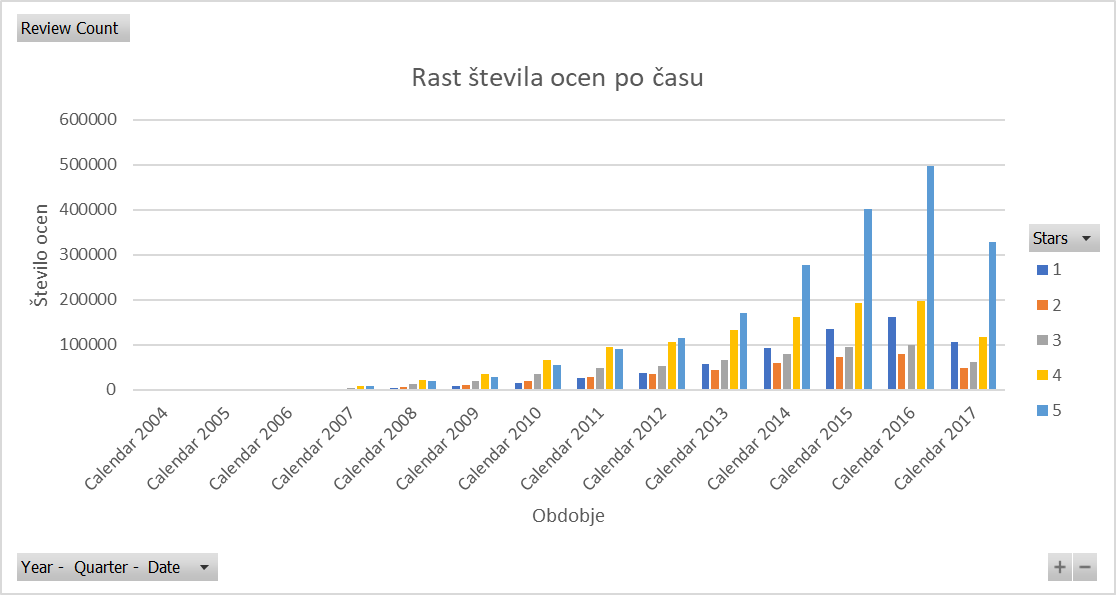 Review Count
Rast števila ocen po času
600000
500000
400000
300000
200000
100000
0
Število ocen
Calendar 2004
Calendar 2005
Calendar 2006
Calendar 2007
Calendar 2008
Calendar 2009
Calendar 2010
Calendar 2011
Calendar 2012
Calendar 2013
Calendar 2014
Calendar 2015
Calendar 2016
Calendar 2017
Obdobje
Stars
1
2
3
4
5
Year - Quarter - Date